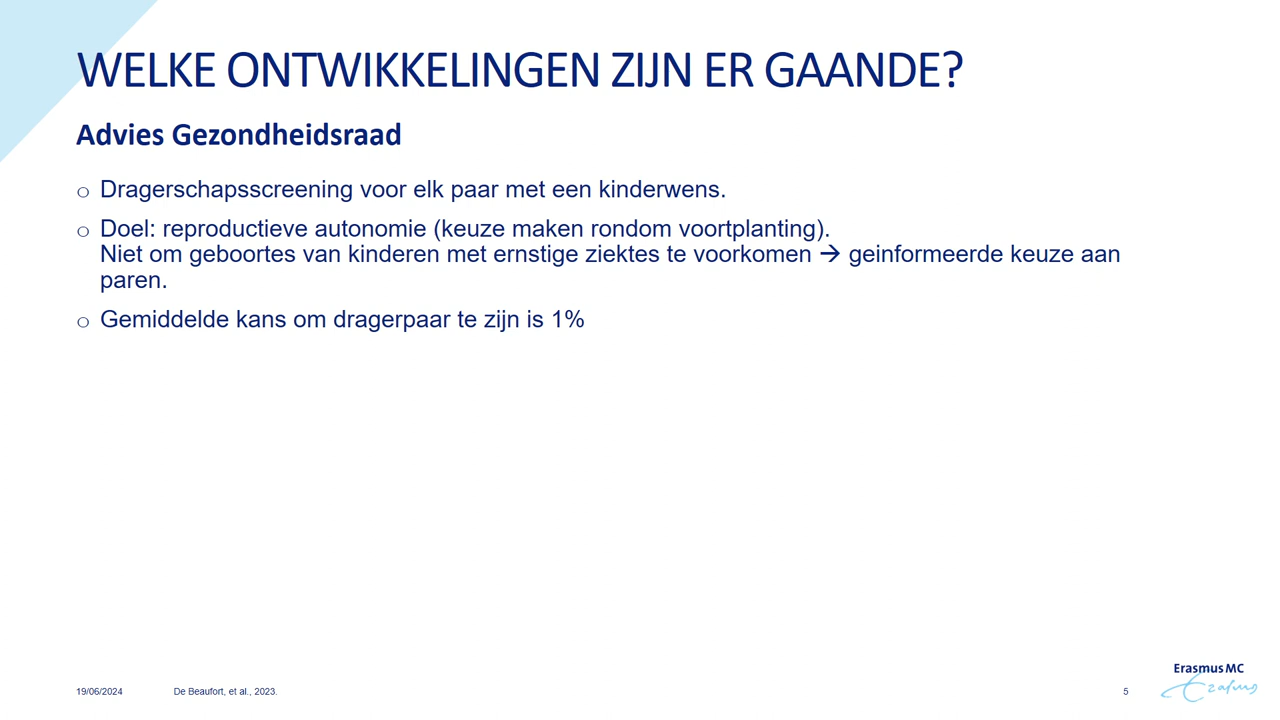 WELKE ONTWIKKELINGEN ZIJN ER GAANDE?
Advies Gezondheidsraad
o Dragerschapsscreening voor elk paar met een kinderwens.
o Doel: reproductieve autonomie (keuze maken rondom voortplanting).
Niet om geboortes van kinderen met ernstige ziektes te voorkomen → geinformeerde keuze aan
paren.
o Gemiddelde kans om dragerpaar te zijn is 1%
19/06/2024 De Beaufort, et al., 2023. 5
Erasmus MC
Erasmus